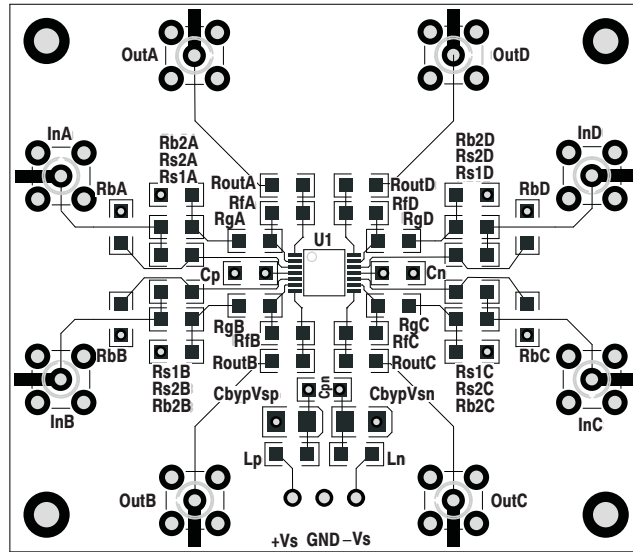 OutA
OutD
InA
InD
Rb2A
Rs2A
Rs1A
Rb2D
Rs2D
Rs1D
RbA
RbD
RoutA
RoutD
RfA
RfD
RgA
RgD
U1
Cp
Cn
RgB
RgC
RfB
RfC
RbB
RbC
RoutB
RoutC
Rs1B
Rs2B
Rb2B
Rs1C
Rs2C
Rb2C
Cpn
CbypVsp
CbypVsn
InB
InC
Lp
Ln
OutB
OutC
+Vs GND –Vs